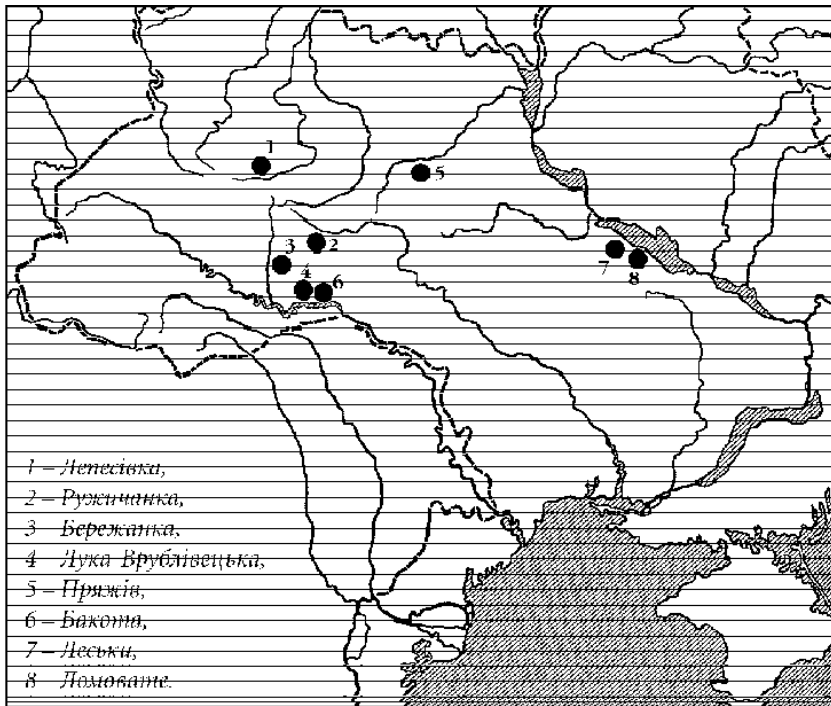 1
5
2
3
4
6
7
8
1 – Лепесівка,
2 – Ружичанка,
3 – Бережанка,
4 – Лука Врублівецька,
5 – Пряжів,
6 – Бакота,
7 – Леськи,
8 – Ломовате.